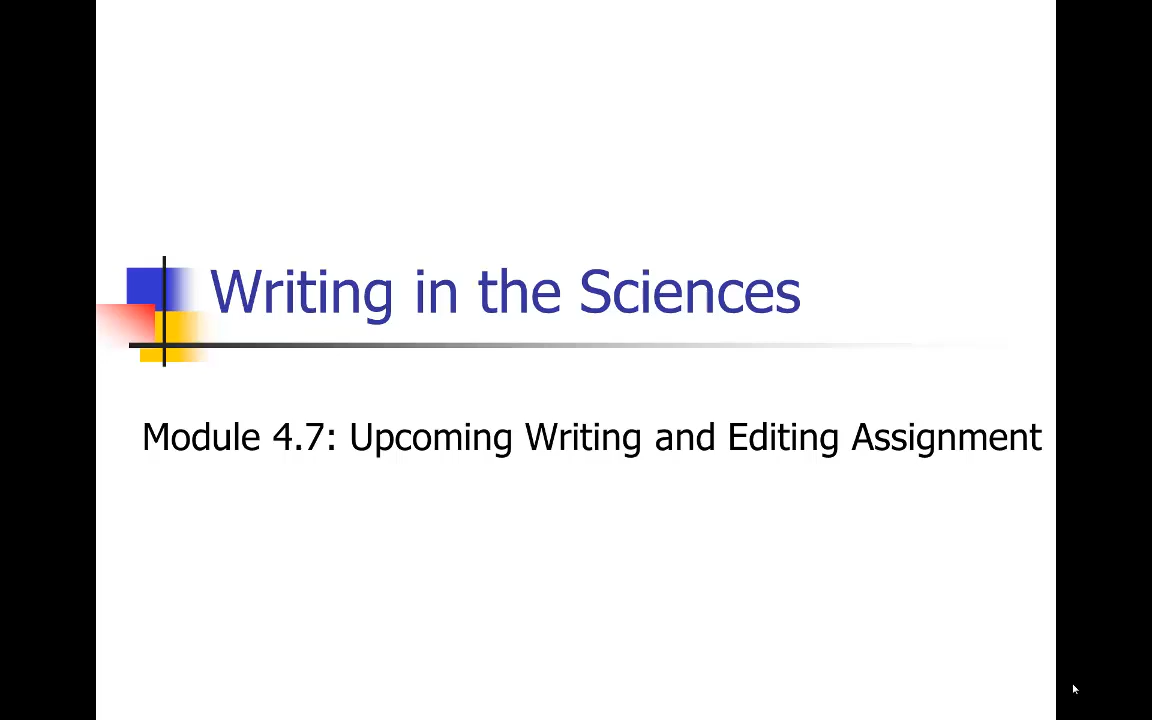 Writing in the Sciences
Module 4.7: Upcoming Writing and Editing Assignment